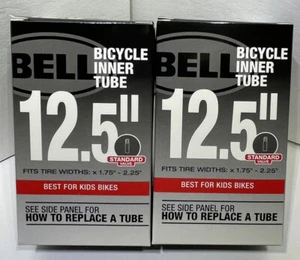 BELL
BICYCLE
INNER
TUBE
12.5"
STANDARD
VALVE
FITS TIRE WIDTHS: x 1.75" - 2.25"
BEST FOR KIDS BIKES
SEE SIDE PANEL FOR
HOW TO REPLACE A TUBE
BELL
BICYCLE
INNER
TUBE
12.5"
STANDARD
VALVE
FITS TIRE WIDTHS: x 1.75" - 2.25"
BEST FOR KIDS BIKES
SEE SIDE PANEL FOR
HOW TO REPLACE A TUBE